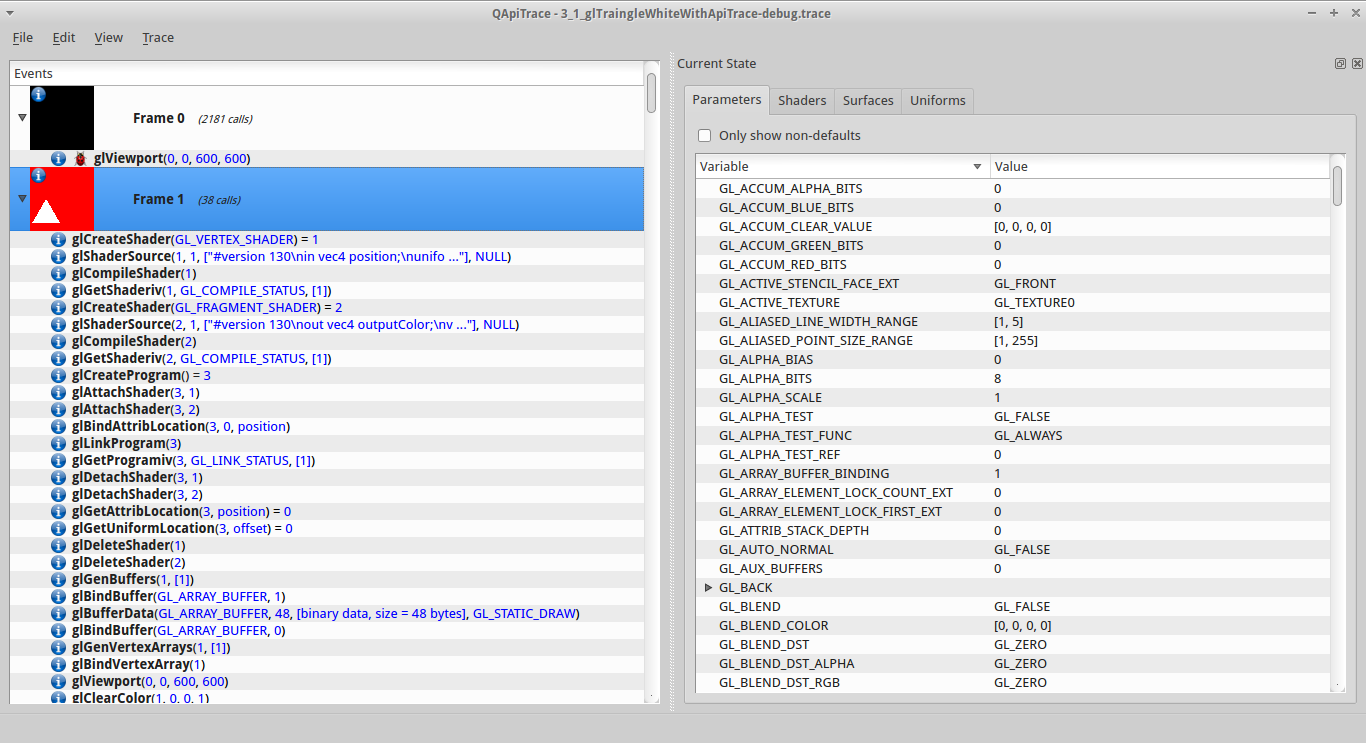 QApiTrace - 3_1_glTraingleWhiteWithApiTrace-debug.trace
File Edit View Trace
Events
Frame 0 (2181 calls)
glViewport(0, 0, 600, 600)
Frame 1 (38 calls)
glCreateShader(GL_VERTEX_SHADER) = 1
glShaderSource(1, 1, ["#version 130\nin vec4 position;\nunifo ..."], NULL)
glCompileShader(1)
glGetShaderiv(1, GL_COMPILE_STATUS, [1])
glCreateShader(GL_FRAGMENT_SHADER) = 2
glShaderSource(2, 1, ["#version 130\nout vec4 outputColor;\nv ..."], NULL)
glCompileShader(2)
glGetShaderiv(2, GL_COMPILE_STATUS, [1])
glCreateProgram() = 3
glAttachShader(3, 1)
glAttachShader(3, 2)
glBindAttribLocation(3, 0, position)
glLinkProgram(3)
glGetProgramiv(3, GL_LINK_STATUS, [1])
glDetachShader(3, 1)
glDetachShader(3, 2)
glGetAttribLocation(3, position) = 0
glGetUniformLocation(3, offset) = 0
glDeleteShader(1)
glDeleteShader(2)
glGenBuffers(1, [1])
glBindBuffer(GL_ARRAY_BUFFER, 1)
glBufferData(GL_ARRAY_BUFFER, 48, [binary data, size = 48 bytes], GL_STATIC_DRAW)
glBindBuffer(GL_ARRAY_BUFFER, 0)
glGenVertexArrays(1, [1])
glBindVertexArray(1)
glViewport(0, 0, 600, 600)
glClearColor(1, 0, 0, 1)
Current State
Parameters Shaders Surfaces Uniforms
Only show non-defaults
Variable Value
GL_ACCUM_ALPHA_BITS 0
GL_ACCUM_BLUE_BITS 0
GL_ACCUM_CLEAR_VALUE [0, 0, 0, 0]
GL_ACCUM_GREEN_BITS 0
GL_ACCUM_RED_BITS 0
GL_ACTIVE_STENCIL_FACE_EXT GL_FRONT
GL_ACTIVE_TEXTURE GL_TEXTURE0
GL_ALIASED_LINE_WIDTH_RANGE [1, 5]
GL_ALIASED_POINT_SIZE_RANGE [1, 255]
GL_ALPHA_BIAS 0
GL_ALPHA_BITS 8
GL_ALPHA_SCALE 1
GL_ALPHA_TEST GL_FALSE
GL_ALPHA_TEST_FUNC GL_ALWAYS
GL_ALPHA_TEST_REF 0
GL_ARRAY_BUFFER_BINDING 1
GL_ARRAY_ELEMENT_LOCK_COUNT_EXT 0
GL_ARRAY_ELEMENT_LOCK_FIRST_EXT 0
GL_ATTRIB_STACK_DEPTH 0
GL_AUTO_NORMAL GL_FALSE
GL_AUX_BUFFERS 0
GL_BACK
GL_BLEND GL_FALSE
GL_BLEND_COLOR [0, 0, 0, 0]
GL_BLEND_DST GL_ZERO
GL_BLEND_DST_ALPHA GL_ZERO
GL_BLEND_DST_RGB GL_ZERO